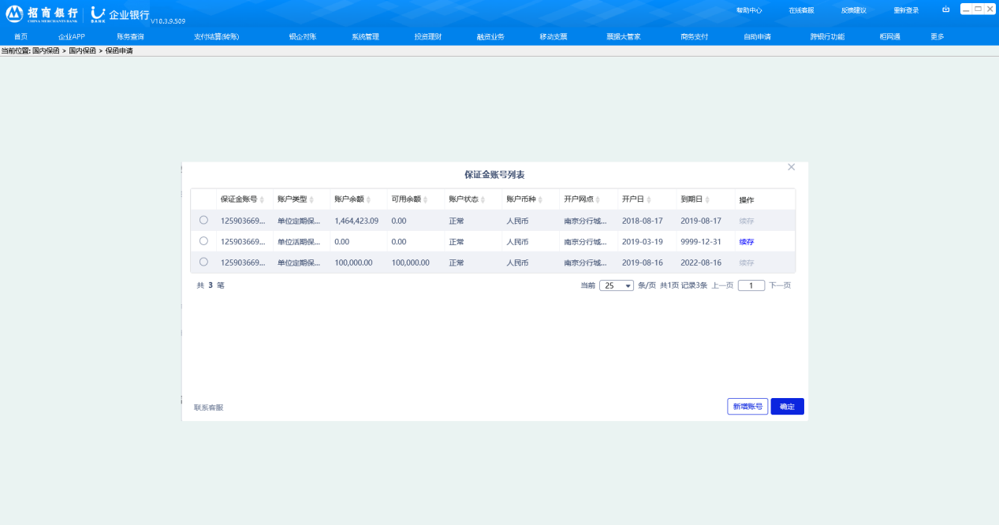 招商银行 CHINA MERCHANTS BANK U BANK 企业银行 V10.3.9.509 帮助中心 在线客服 反馈建议 重新登录
首页 企业APP 账务查询 支付结算(转账) 银企对账 系统管理 投资理财 融资业务 移动支票 票据大管家 商务支付 自助申请 跨银行功能 柜网通 更多
当前位置: 国内保函 > 国内保函 > 保函申请
保证金账号列表
保证金账号 账户类型 账户余额 可用余额 账户状态 账户币种 开户网点 开户日 到期日 操作
125903669... 单位定期保... 1,464,423.09 0.00 正常 人民币 南京分行城... 2018-08-17 2019-08-17 续存
125903669... 单位活期保... 0.00 0.00 正常 人民币 南京分行城... 2019-03-19 9999-12-31 续存
125903669... 单位定期保... 100,000.00 100,000.00 正常 人民币 南京分行城... 2019-08-16 2022-08-16 续存
共 3 笔 当前 25 条/页 共1页 记录3条 上一页 1 下一页
联系客服 新增账号 确定